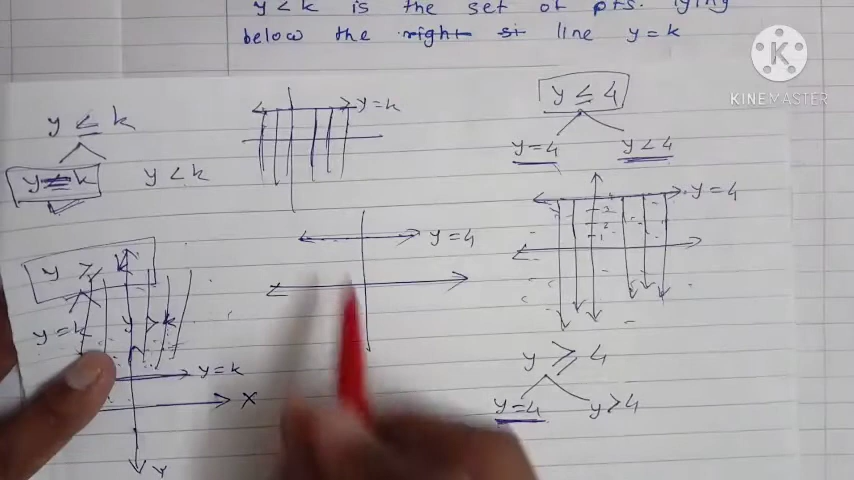 y < k is the set of pts. lying
below the right si line y = k
KINEMASTER
y ≤ k
y = k y < k
y = k
y ≤ 4
y = 4 y < 4
y = 4
y ≥
y = k y > k
y = k
X
Y
y = 4
y ≥ 4
y = 4 y > 4